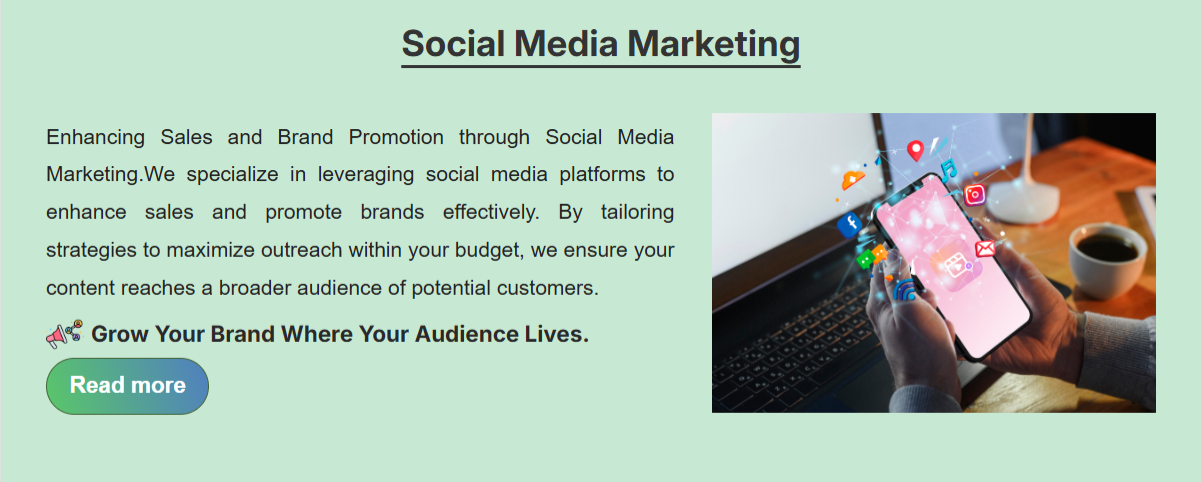 Social Media Marketing
Enhancing Sales and Brand Promotion through Social Media
Marketing.We specialize in leveraging social media platforms to
enhance sales and promote brands effectively. By tailoring
strategies to maximize outreach within your budget, we ensure your
content reaches a broader audience of potential customers.
Grow Your Brand Where Your Audience Lives.
Read more